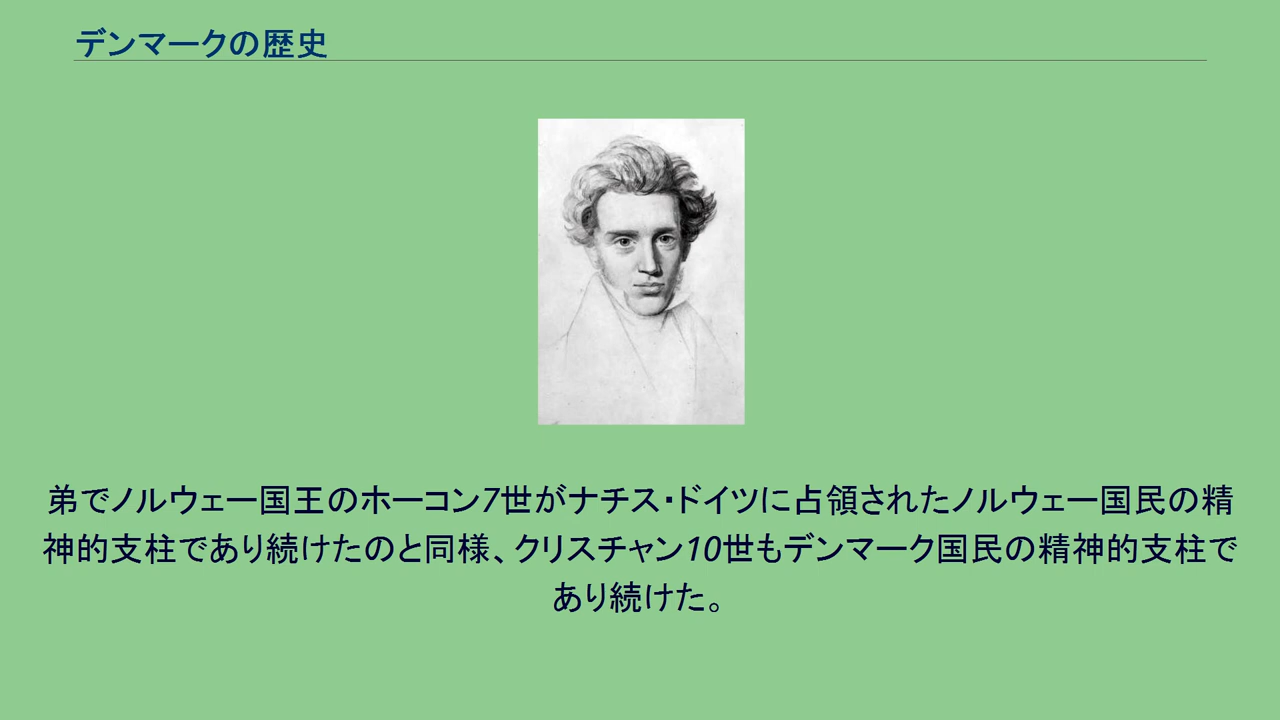 デンマークの歴史
弟でノルウェー国王のホーコン7世がナチス・ドイツに占領されたノルウェー国民の精
神的支柱であり続けたのと同様、クリスチャン10世もデンマーク国民の精神的支柱で
あり続けた。